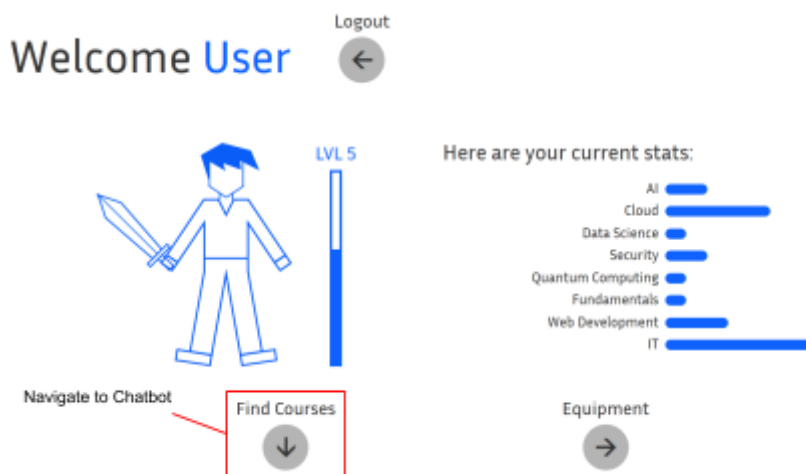 Logout
Welcome User
LVL 5
Here are your current stats:
AI
Cloud
Data Science
Security
Quantum Computing
Fundamentals
Web Development
IT
Navigate to Chatbot
Find Courses
Equipment